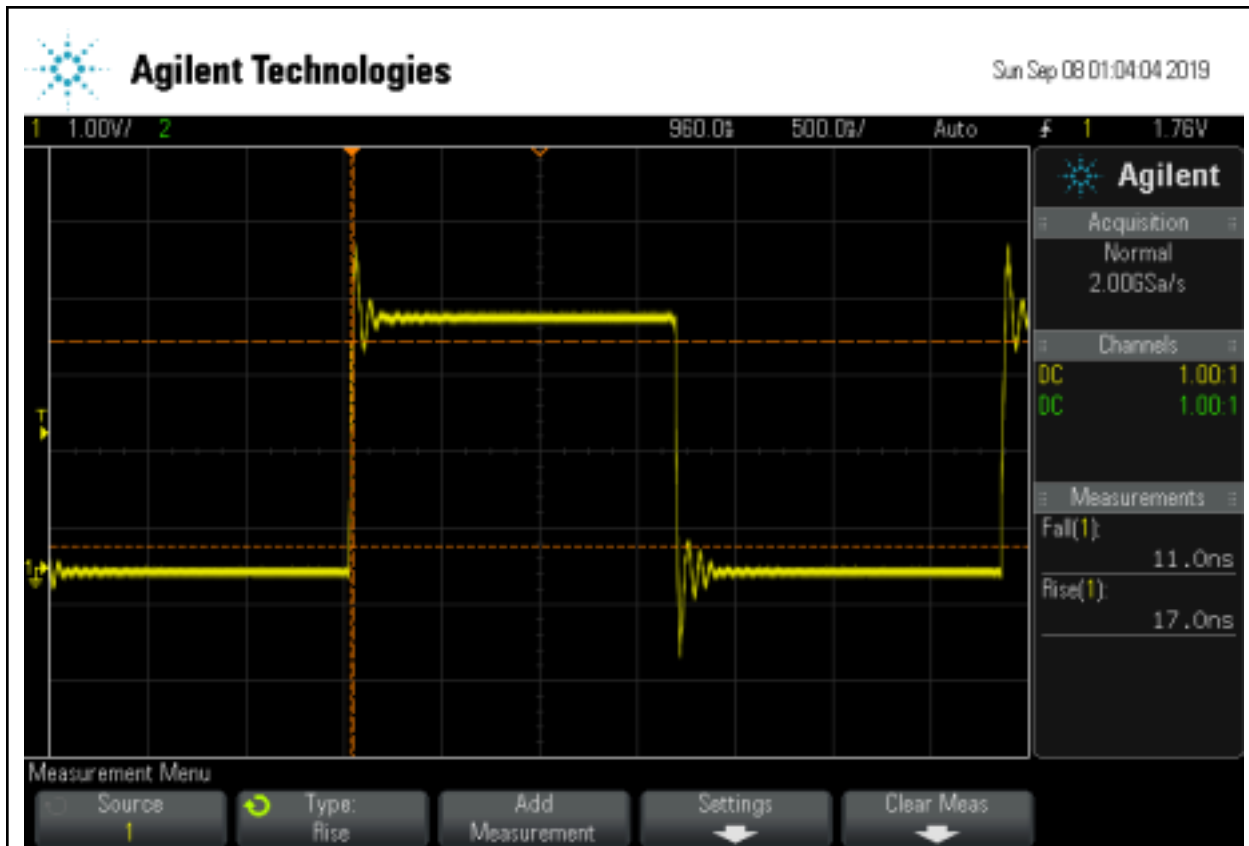 Agilent Technologies
Sun Sep 08 01:04:04 2019
1 1.00V/ 2 960.0ns 500.0ns/ Auto 1 1.76V
Agilent
Acquisition
Normal
2.00GSa/s
Channels
DC 1.00:1
DC 1.00:1
T
1
Measurements
Fall(1):
11.0ns
Rise(1):
17.0ns
Measurement Menu
Source
1
Type:
Rise
Add
Measurement
Settings
Clear Meas